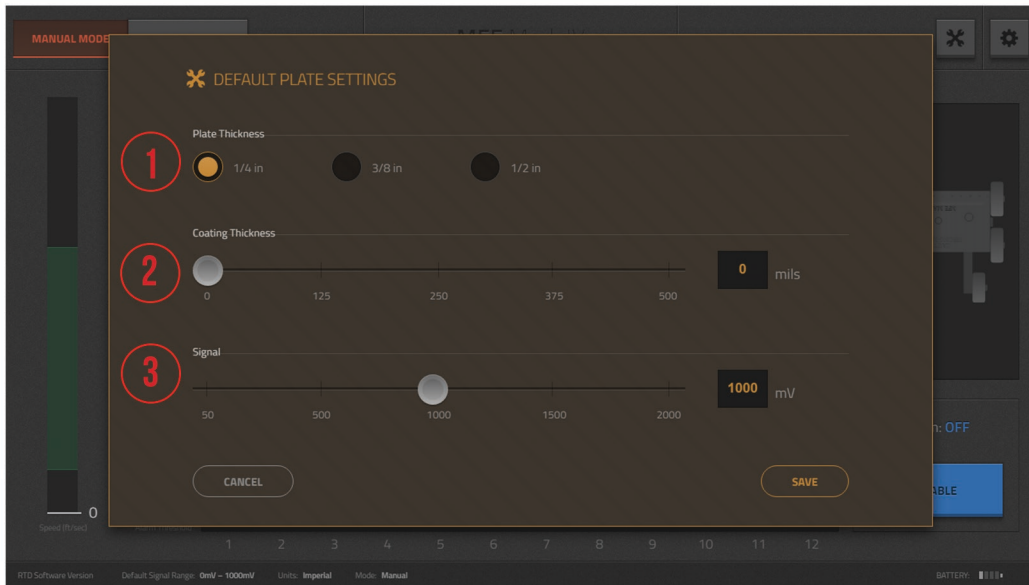 MANUAL MODE
DEFAULT PLATE SETTINGS
Plate Thickness
1
1/4 in 3/8 in 1/2 in
Coating Thickness
2
0 mils
0 125 250 375 500
Signal
3
1000 mV
50 500 1000 1500 2000
OFF
CANCEL SAVE
0
Speed (ft/sec)
1 2 3 4 5 6 7 8 9 10 11 12
RTD Software Version Default Signal Range: 0mV – 1000mV Units: Imperial Mode: Manual BATTERY: